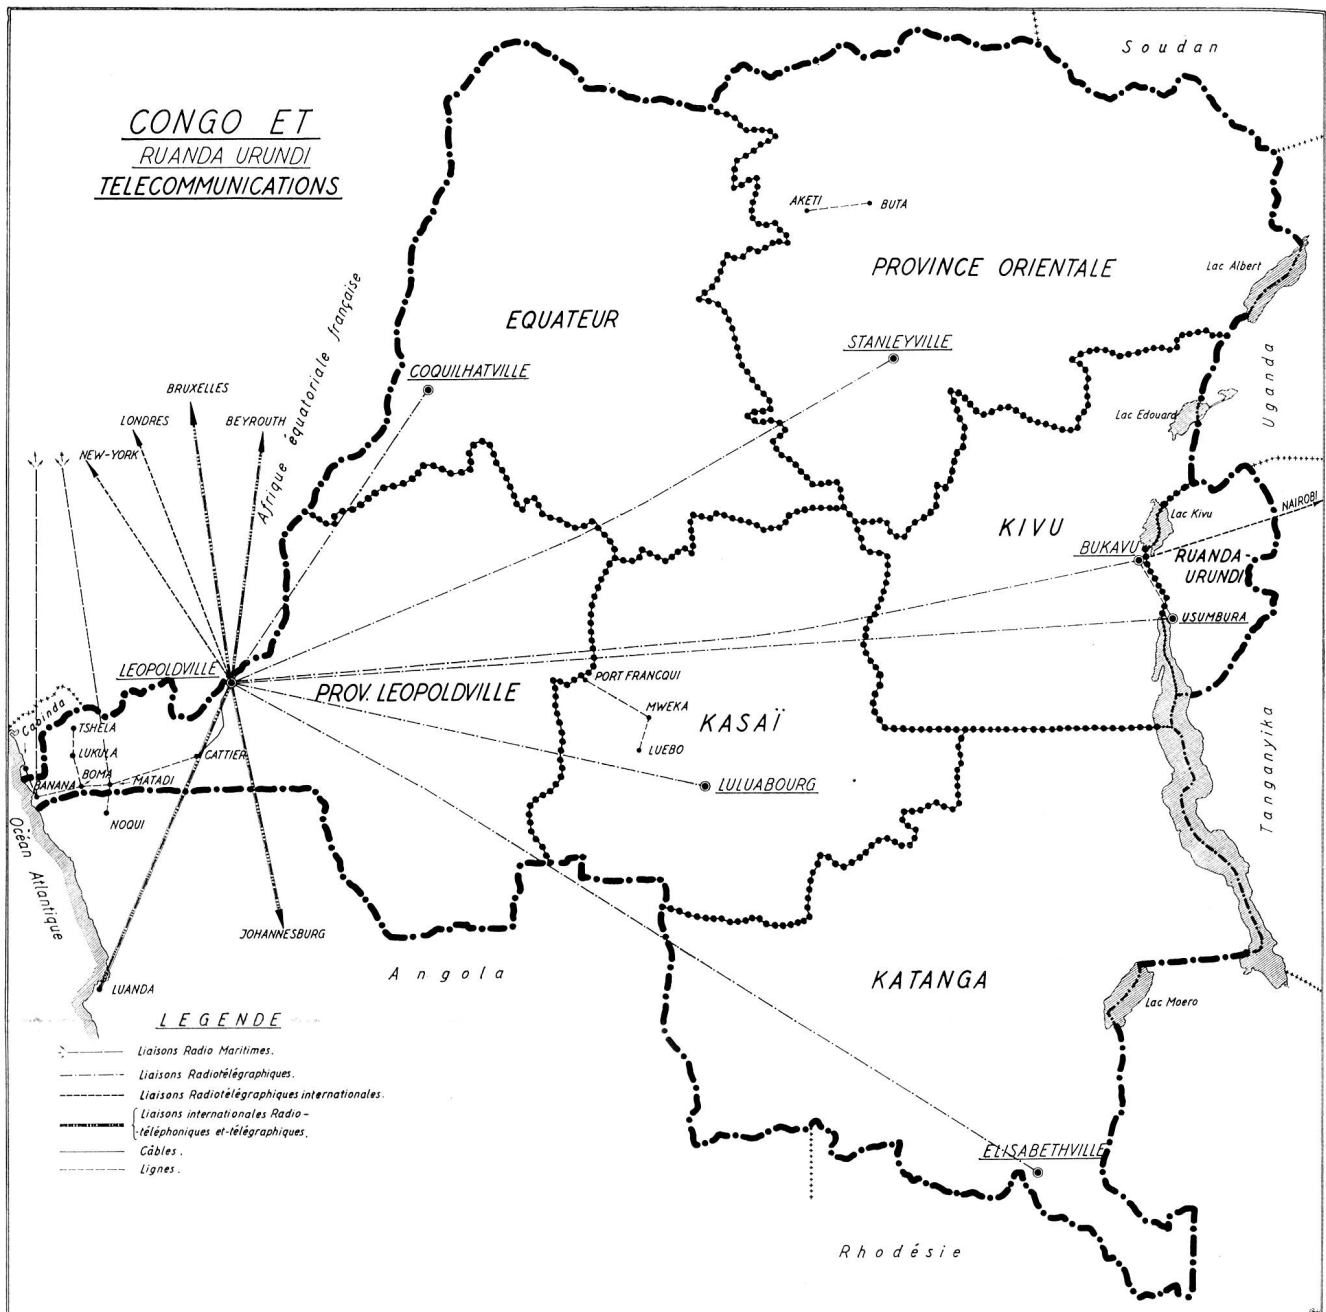 CONGO ET
RUANDA URUNDI
TELECOMMUNICATIONS
Soudan
AKETI
BUTA
PROVINCE ORIENTALE
Lac Albert
Afrique équatoriale française
EQUATEUR
STANLEYVILLE
Uganda
COQUILHATVILLE
BRUXELLES
Lac Edouard
LONDRES
BEYROUTH
NEW-YORK
NAIROBI
Lac Kivu
KIVU
BUKAVU
RUANDA-
URUNDI
USUMBURA
LEOPOLDVILLE
PROV. LEOPOLDVILLE
PORT FRANCQUI
Cabinda
MWEKA
KASAÏ
TSHELA
LUKULA
CATTIER
LUEBO
BOMA
MATADI
BANANA
LULUABOURG
Tanganyika
NOQUI
Océan Atlantique
JOHANNESBURG
Angola
KATANGA
LUANDA
Lac Moero
LEGENDE
Liaisons Radio Maritimes.
Liaisons Radiotélégraphiques.
Liaisons Radiotélégraphiques internationales.
Liaisons internationales Radio-
téléphoniques et-télégraphiques.
Câbles.
Lignes.
ELISABETHVILLE
Rhodésie